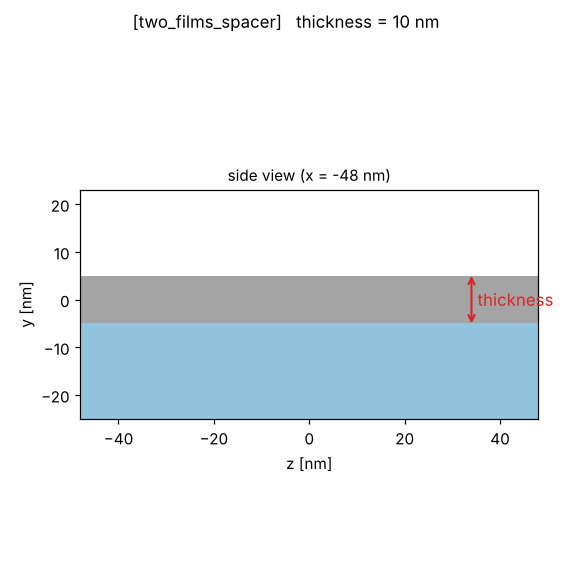 [two_films_spacer]   thickness = 10 nm
side view (x = -48 nm)
20
10
0
−10
−20
y [nm]
thickness
−40
−20
0
20
40
z [nm]